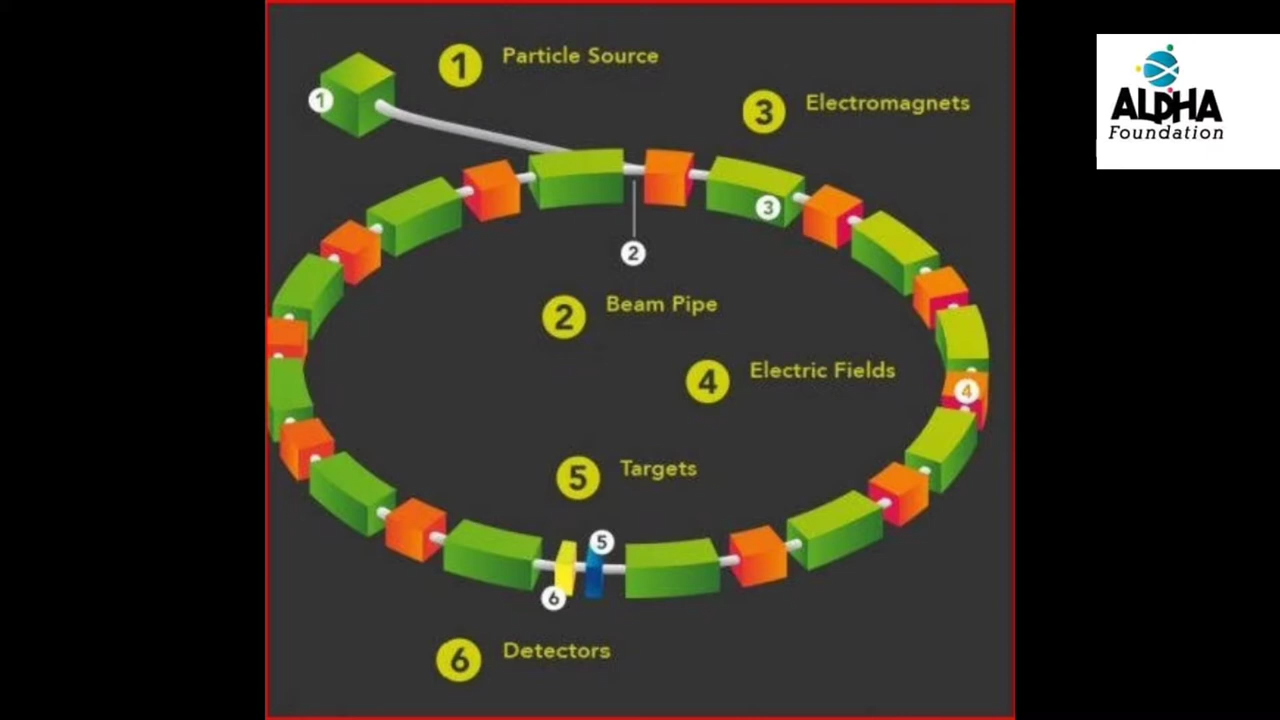 1 Particle Source
3 Electromagnets
ALPHA
Foundation
1
3
2
2 Beam Pipe
4 Electric Fields
4
5 Targets
5
6
6 Detectors